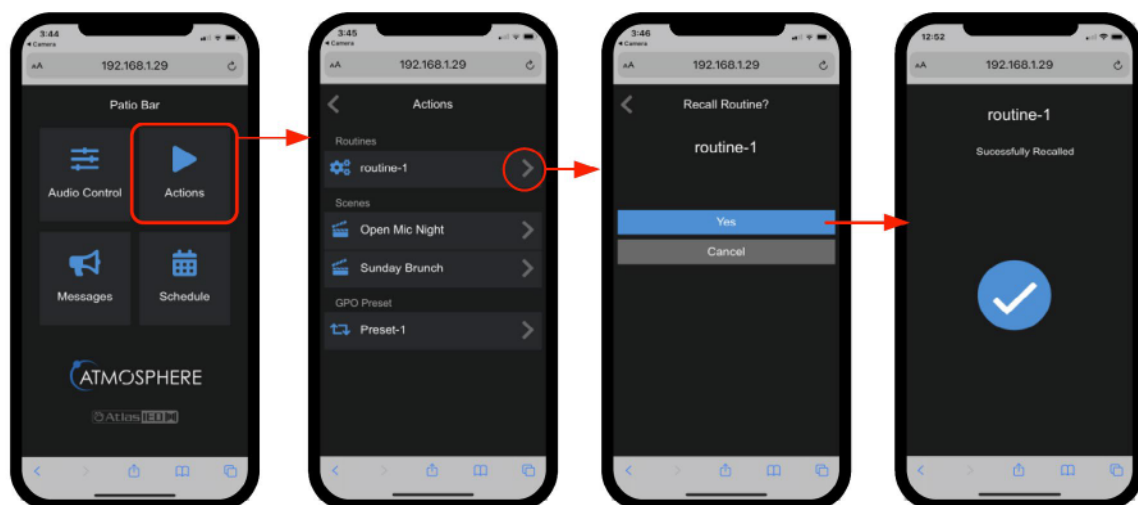 3:44
Camera
AA 192.168.1.29
Patio Bar
Audio Control
Actions
Messages
Schedule
ATMOSPHERE
AtlasIED
3:45
Camera
AA 192.168.1.29
Actions
Routines
routine-1
Scenes
Open Mic Night
Sunday Brunch
GPO Preset
Preset-1
3:46
Camera
AA 192.168.1.29
Recall Routine?
routine-1
Yes
Cancel
12:52
AA 192.168.1.29
routine-1
Sucessfully Recalled